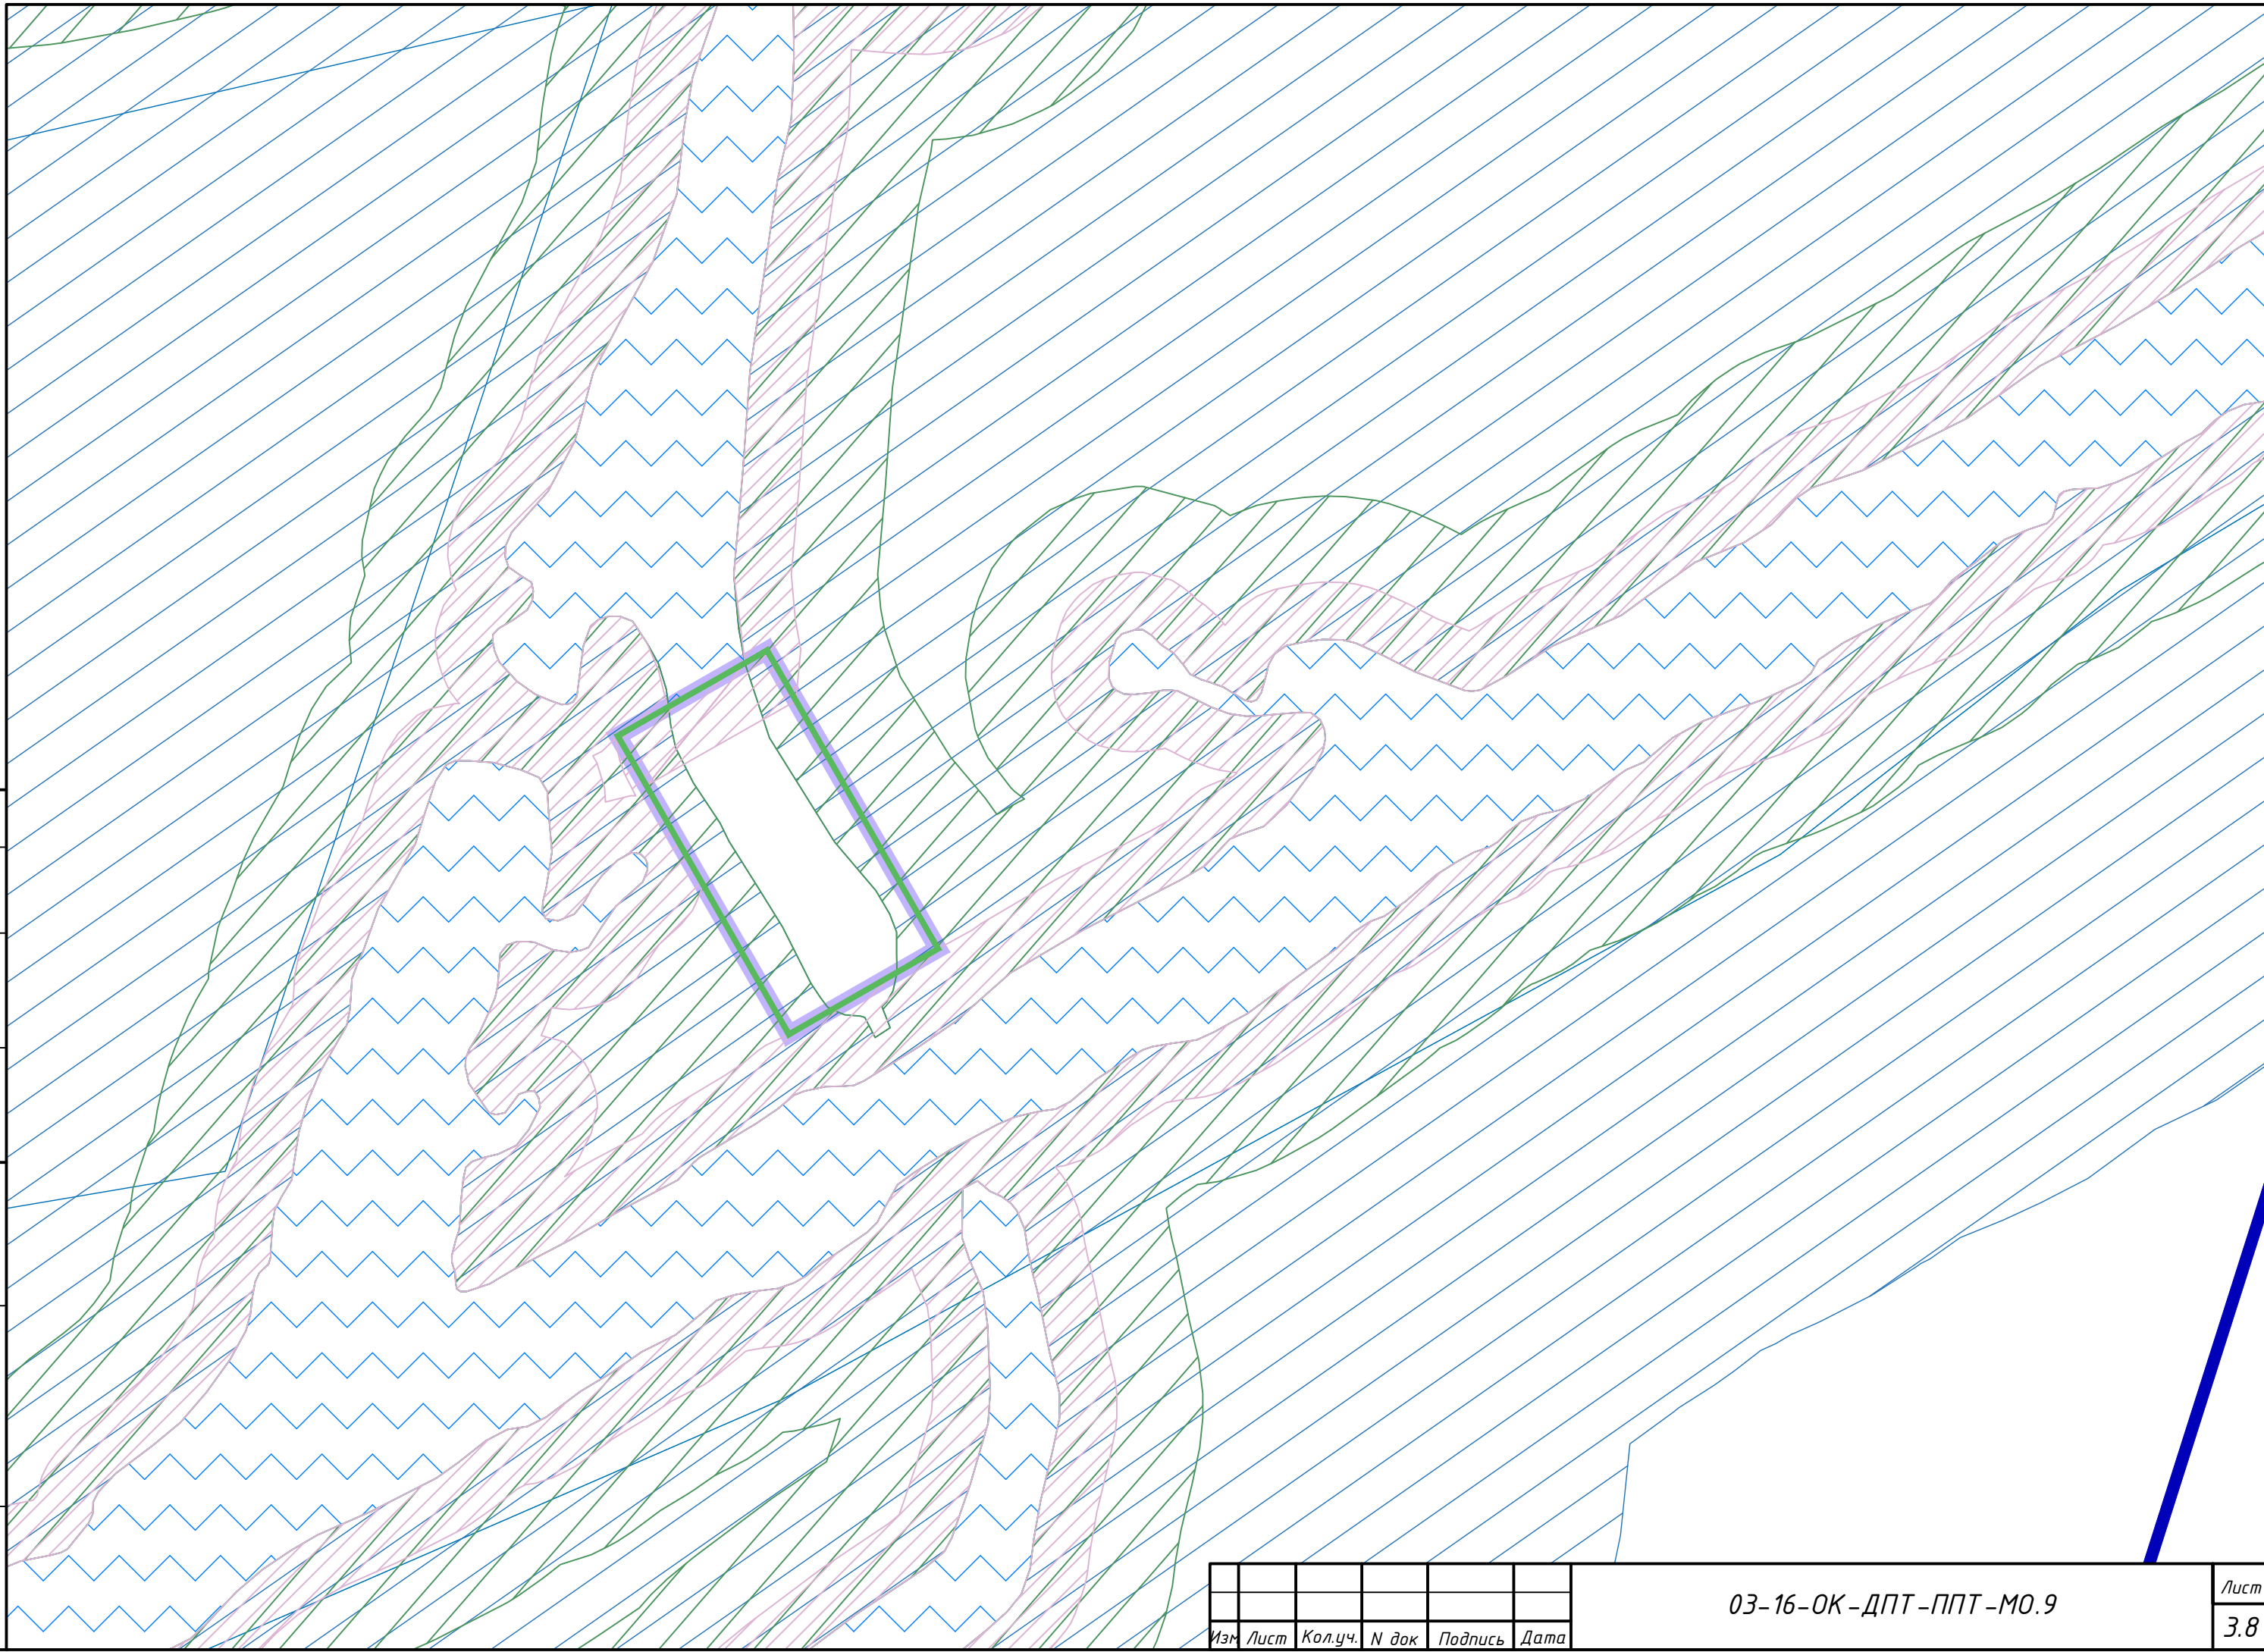 03-16-ОК-ДПТ-ППТ-МО.9
Лист
3.8
Изм Лист Кол.уч. N док Подпись Дата